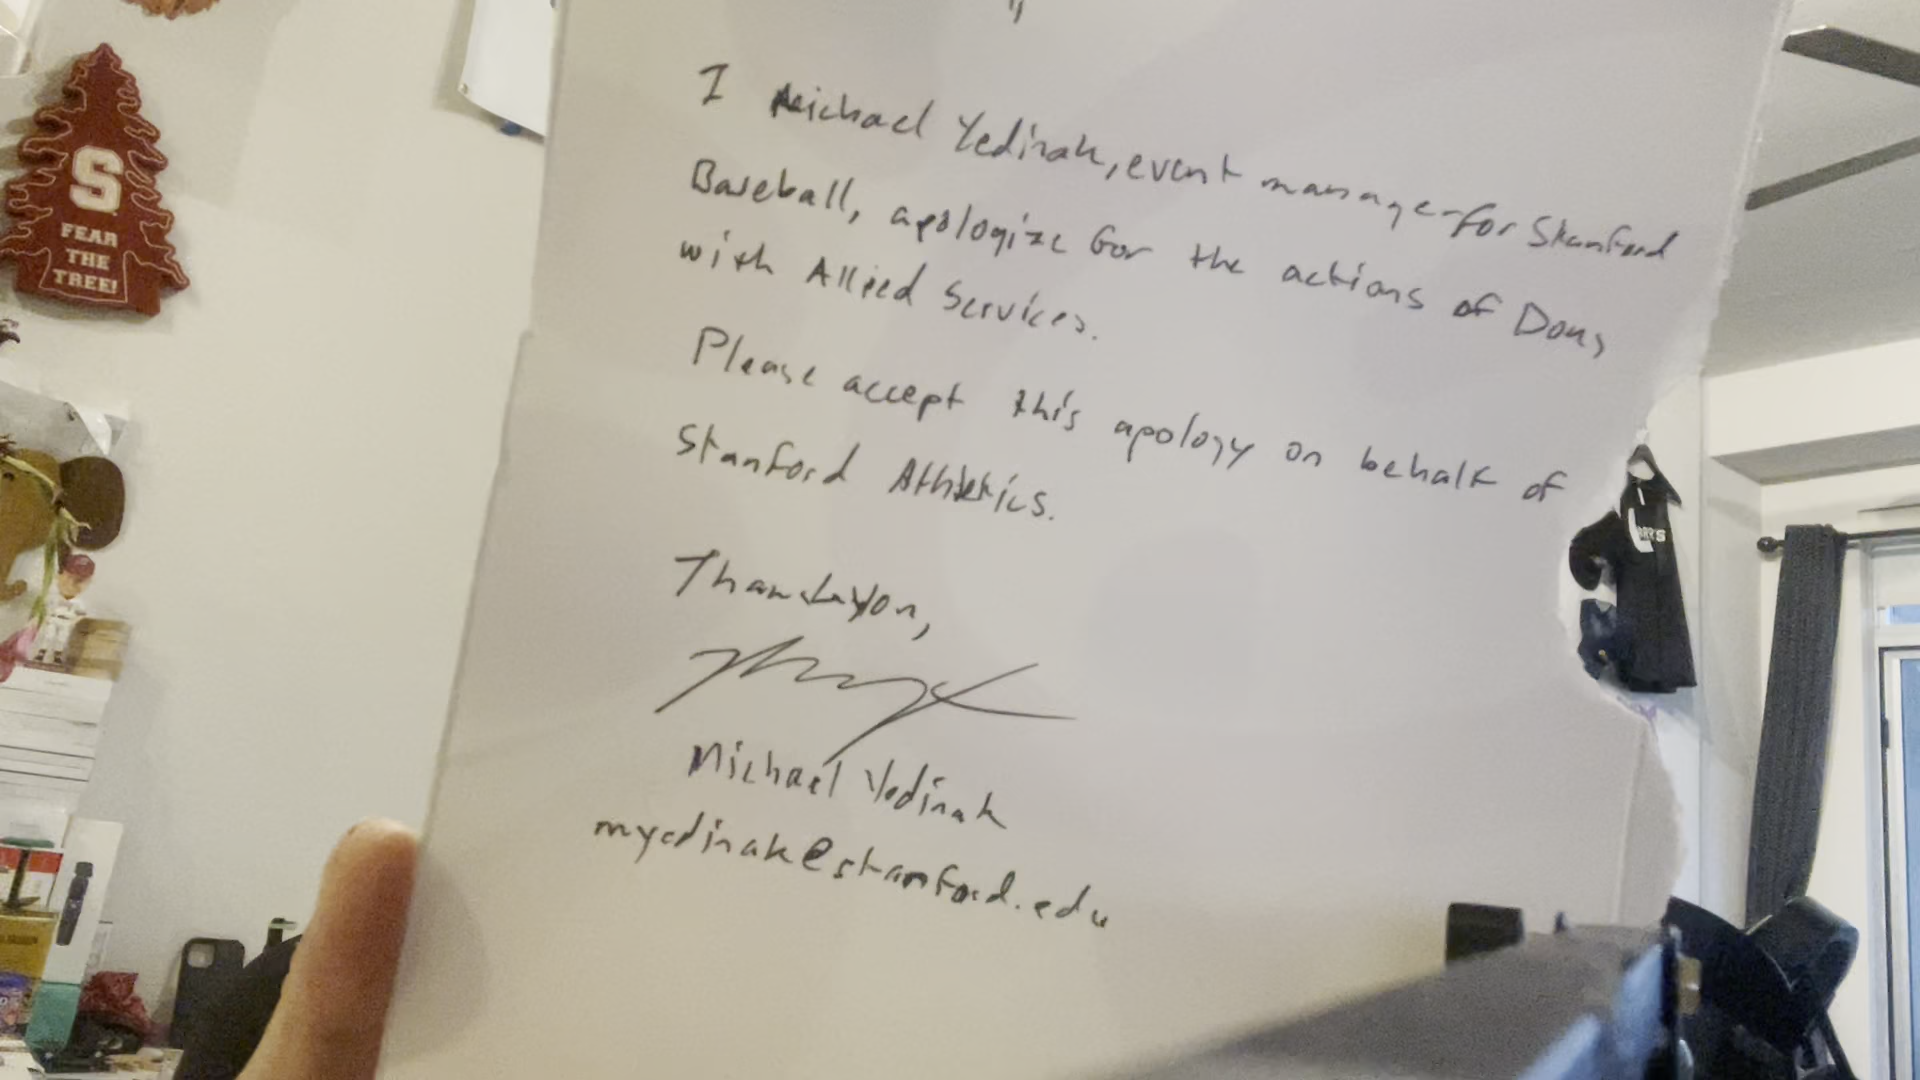 S
FEAR
THE
TREE!
I Michael Yedinak, event manager for Stanford
Baseball, apologize for the actions of Doug
with Allied Services.
Please accept this apology on behalf of
Stanford Athletics.
Thank you,
Michael Yedinak
myedinak@stanford.edu